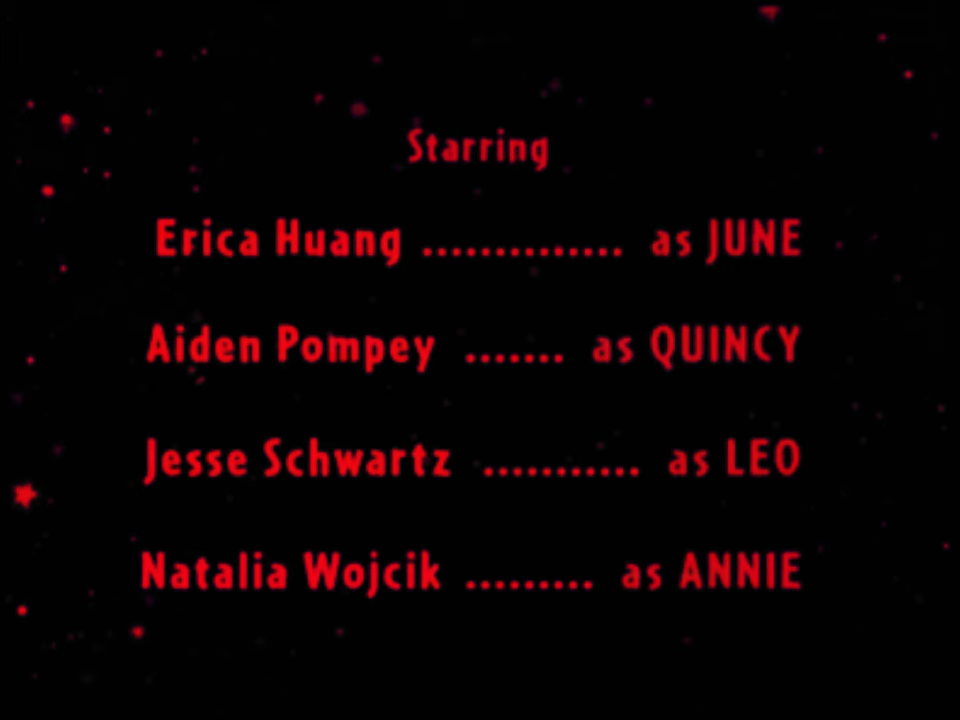 Starring
Erica Huang .............. as JUNE
Aiden Pompey ....... as QUINCY
Jesse Schwartz ........... as LEO
Natalia Wojcik ......... as ANNIE